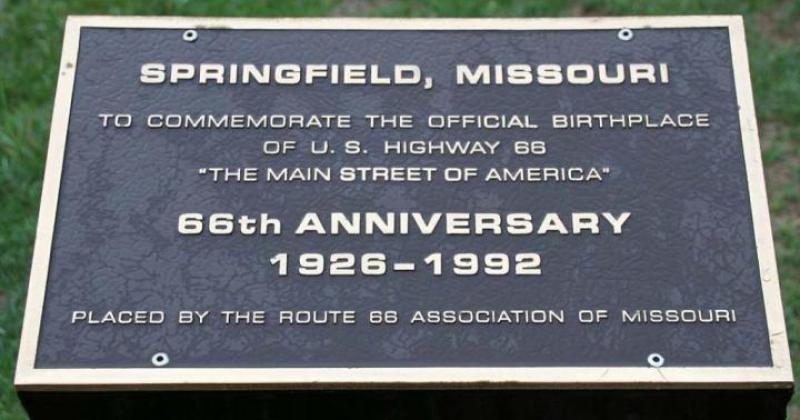 SPRINGFIELD, MISSOURI
TO COMMEMORATE THE OFFICIAL BIRTHPLACE
OF U. S. HIGHWAY 66
"THE MAIN STREET OF AMERICA"
66th ANNIVERSARY
1926-1992
PLACED BY THE ROUTE 66 ASSOCIATION OF MISSOURI